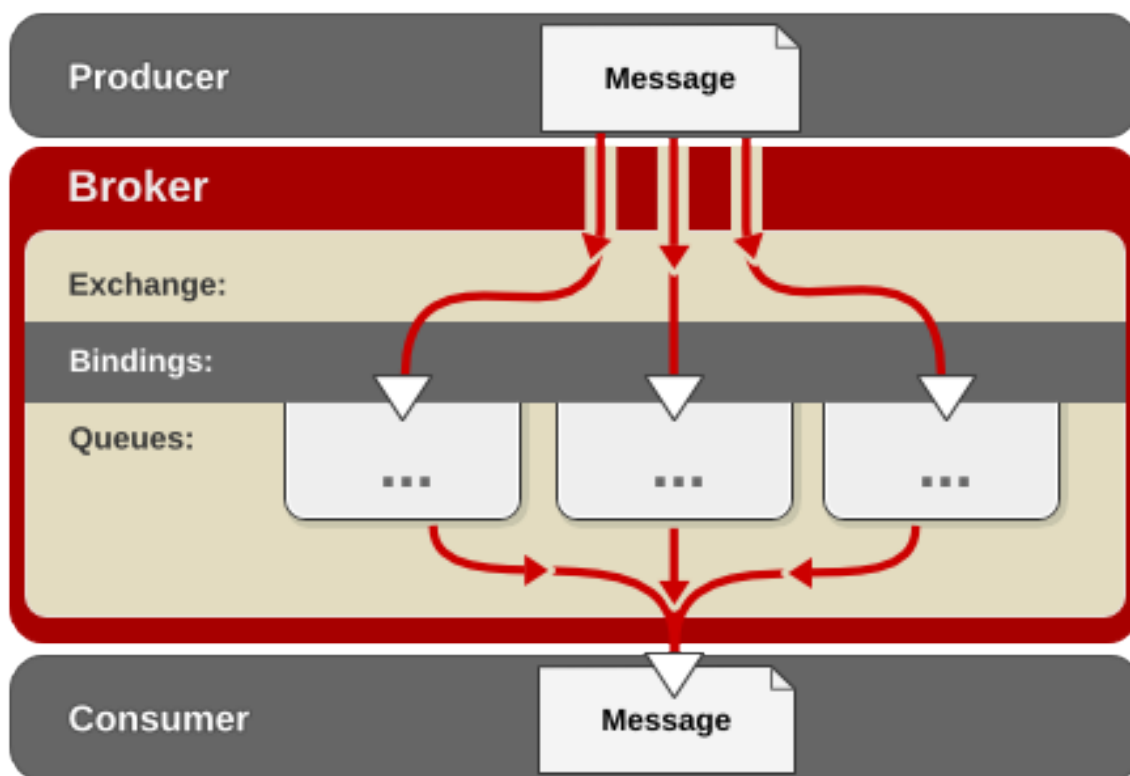 Producer
Message
Broker
Exchange:
Bindings:
Queues:
...
...
...
Consumer
Message